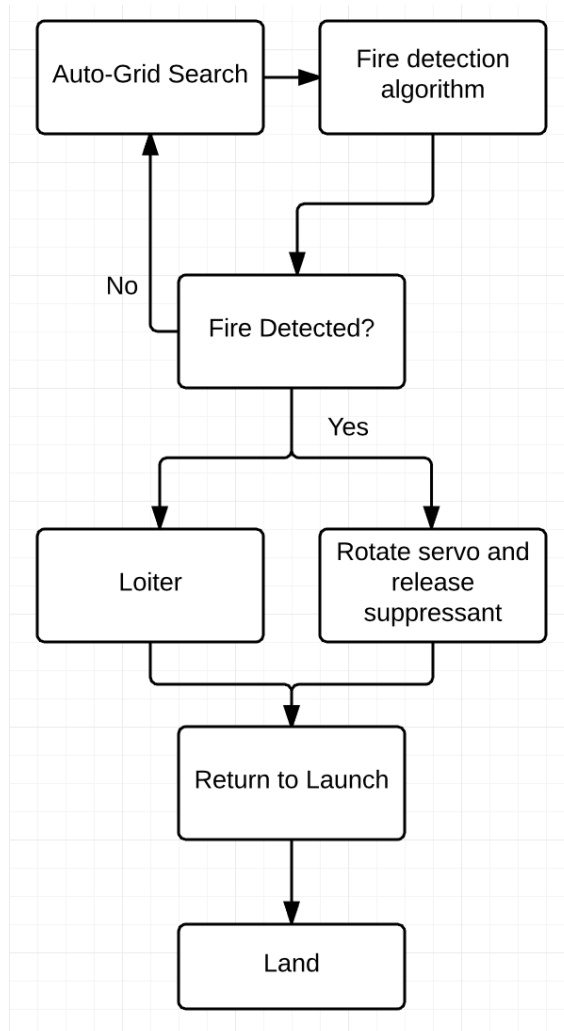 Auto-Grid Search
Fire detection
algorithm
No
Fire Detected?
Yes
Loiter
Rotate servo and
release
suppressant
Return to Launch
Land